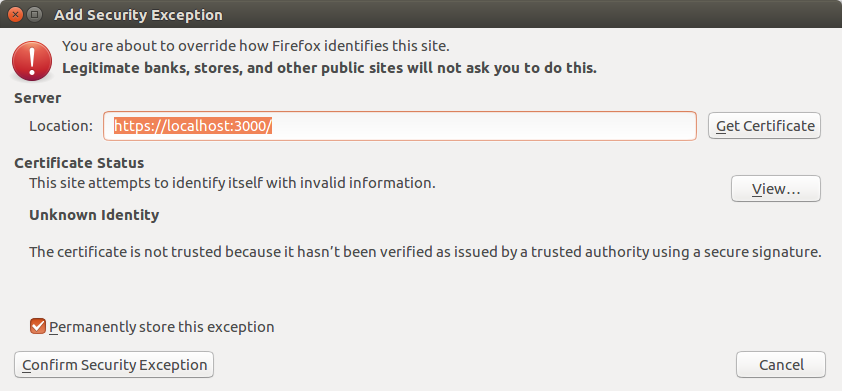 Add Security Exception
You are about to override how Firefox identifies this site.
Legitimate banks, stores, and other public sites will not ask you to do this.
Server
Location: https://localhost:3000/ Get Certificate
Certificate Status
This site attempts to identify itself with invalid information.
View…
Unknown Identity
The certificate is not trusted because it hasn’t been verified as issued by a trusted authority using a secure signature.
Permanently store this exception
Confirm Security Exception Cancel